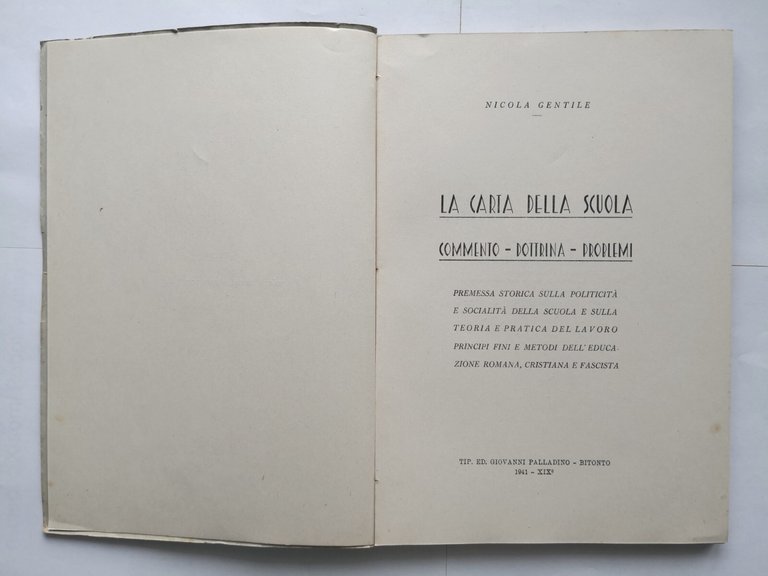 NICOLA GENTILE
LA CARTA DELLA SCUOLA
COMMENTO - DOTTRINA - PROBLEMI
PREMESSA STORICA SULLA POLITICITÀ
E SOCIALITÀ DELLA SCUOLA E SULLA
TEORIA E PRATICA DEL LAVORO
PRINCIPI FINI E METODI DELL'EDUCA-
ZIONE ROMANA, CRISTIANA E FASCISTA
TIP. ED. GIOVANNI PALLADINO - BITONTO
1941 - XIXº